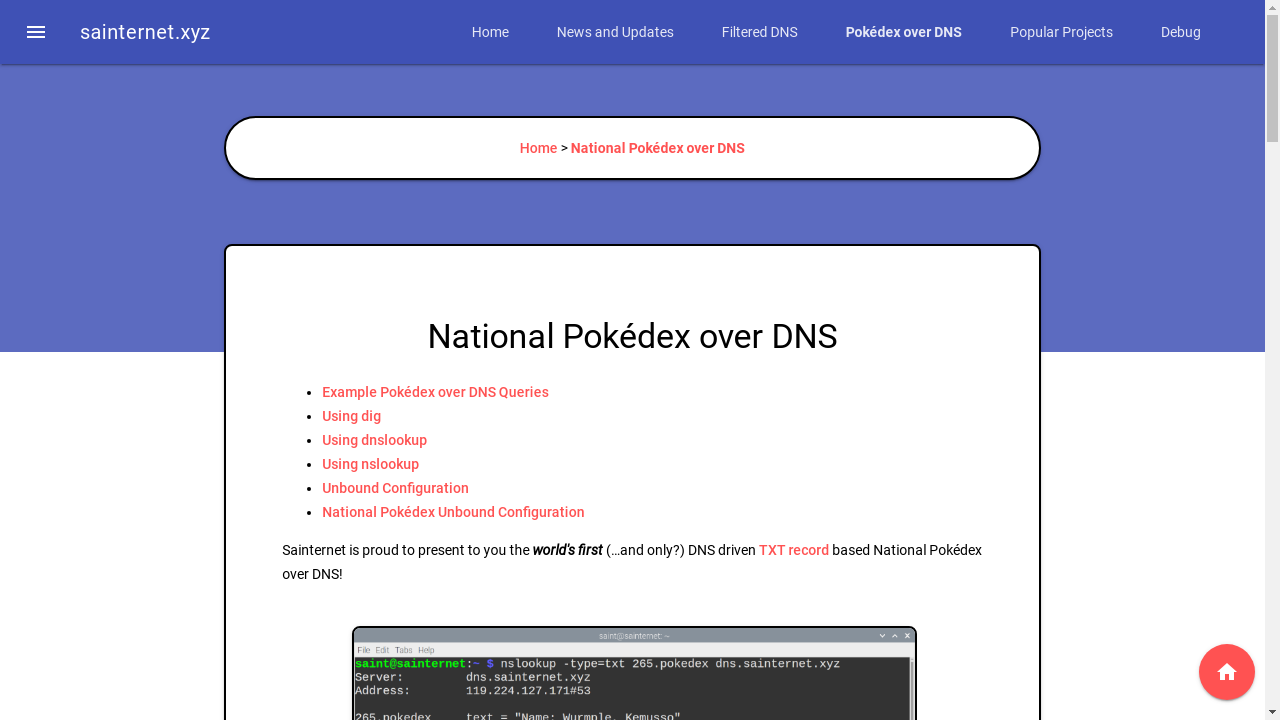 sainternet.xyz Home News and Updates Filtered DNS Pokédex over DNS Popular Projects Debug
Home > National Pokédex over DNS
National Pokédex over DNS
Example Pokédex over DNS Queries
Using dig
Using dnslookup
Using nslookup
Unbound Configuration
National Pokédex Unbound Configuration
Sainternet is proud to present to you the world's first (…and only?) DNS driven TXT record based National Pokédex
over DNS!
saint@sainternet: ~
File Edit Tabs Help
saint@sainternet:~ $ nslookup -type=txt 265.pokedex dns.sainternet.xyz
Server: dns.sainternet.xyz
Address: 119.224.127.171#53
265.pokedex text = "Name: Wurmple, Kemusso"